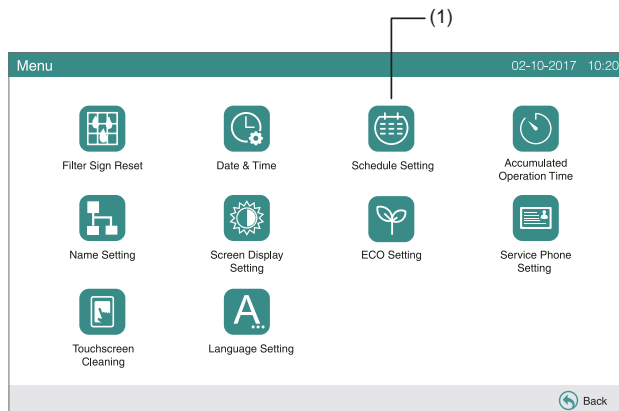 (1)
Menu 02-10-2017 10:20
Filter Sign Reset Date & Time Schedule Setting Accumulated
Operation Time
Name Setting Screen Display
Setting ECO Setting Service Phone
Setting
Touchscreen
Cleaning Language Setting
A...
Back